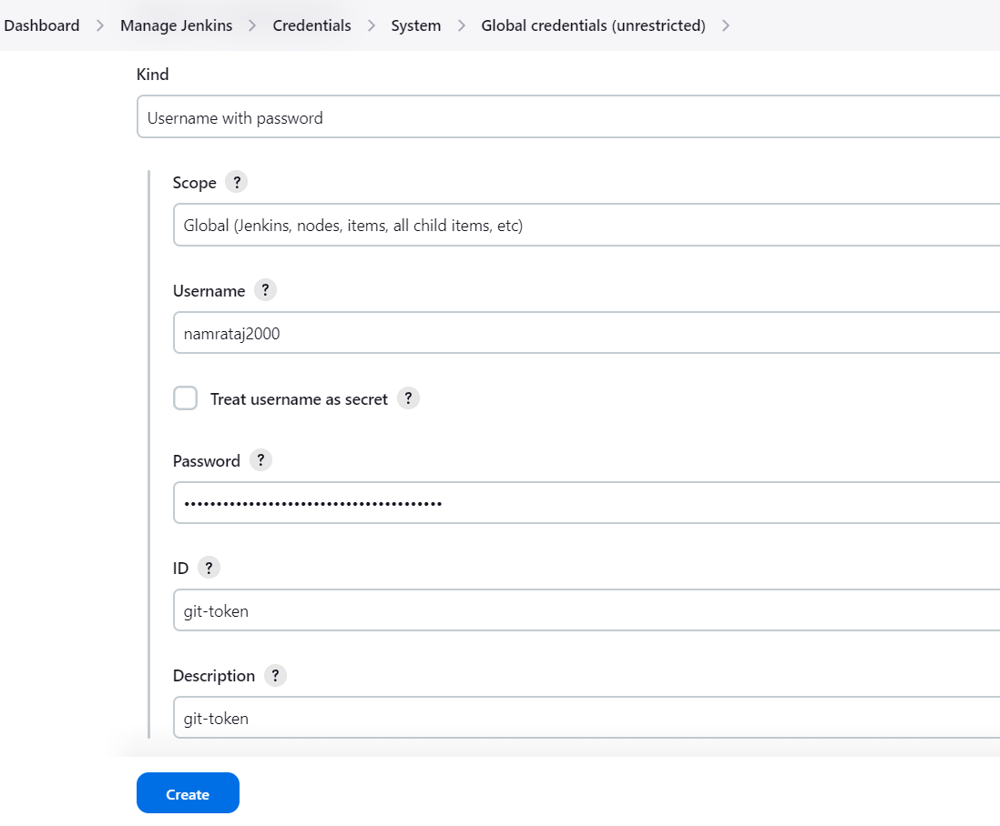 Dashboard > Manage Jenkins > Credentials > System > Global credentials (unrestricted) >
Kind
Username with password
Scope ?
Global (Jenkins, nodes, items, all child items, etc)
Username ?
namrataj2000
Treat username as secret ?
Password ?
••••••••••••••••••••••••••••••••••••••••
ID ?
git-token
Description ?
git-token
Create